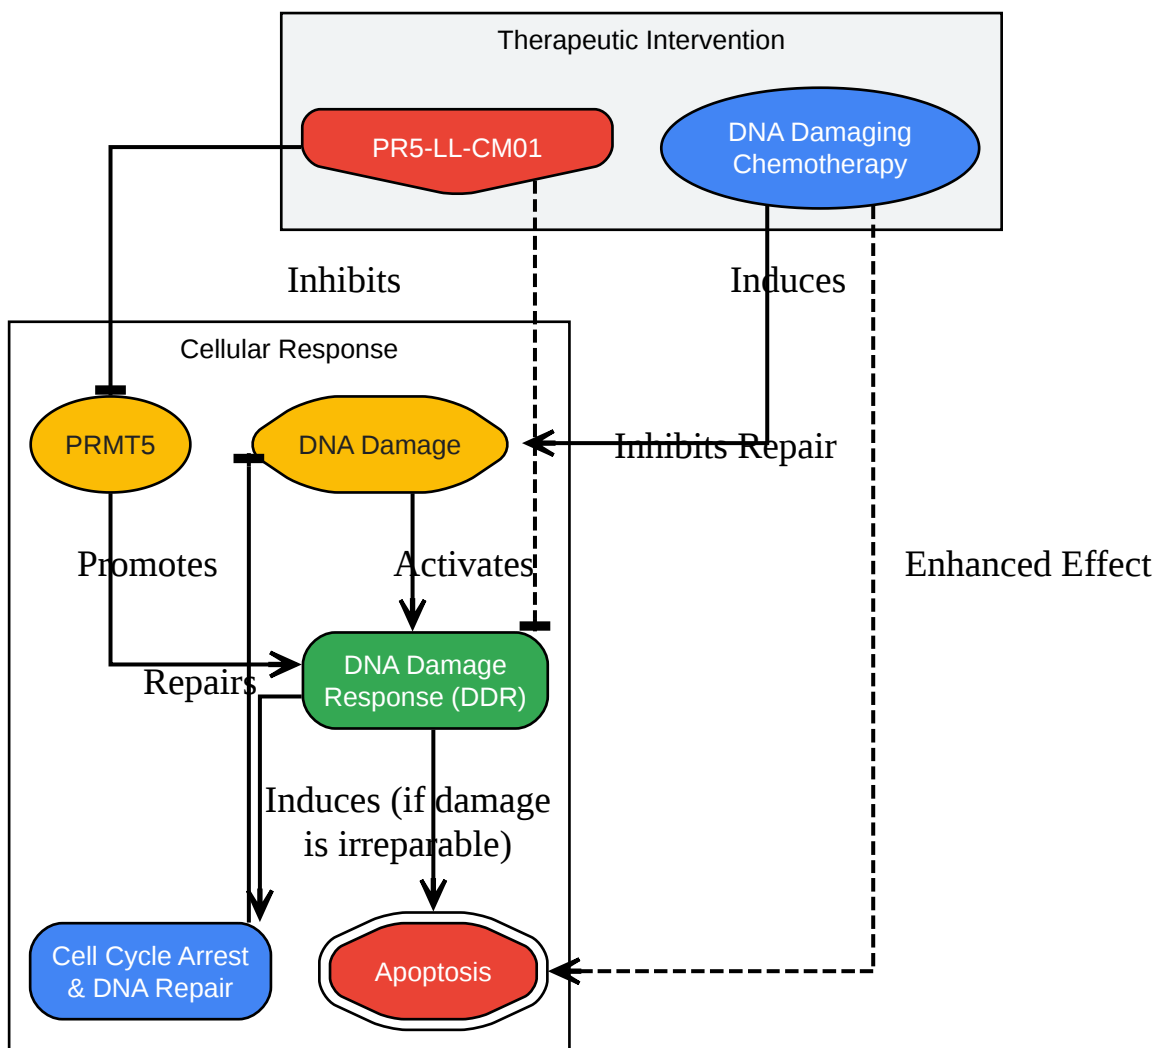 Therapeutic Intervention
PR5-LL-CM01
DNA Damaging
Chemotherapy
Inhibits
Induces
Cellular Response
PRMT5
DNA Damage
Inhibits Repair
Promotes
Activates
Enhanced Effect
DNA Damage
Response (DDR)
Repairs
Induces (if damage
is irreparable)
Cell Cycle Arrest
& DNA Repair
Apoptosis